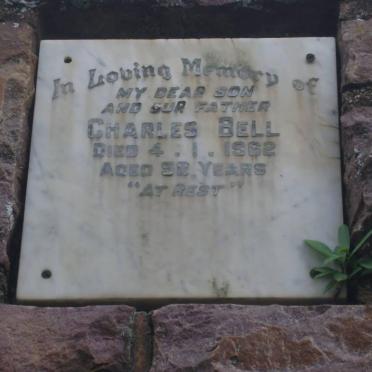 In Loving Memory of
MY DEAR SON
AND OUR FATHER
CHARLES BELL
DIED 4.1.1962
AGED 52 YEARS
"AT REST"